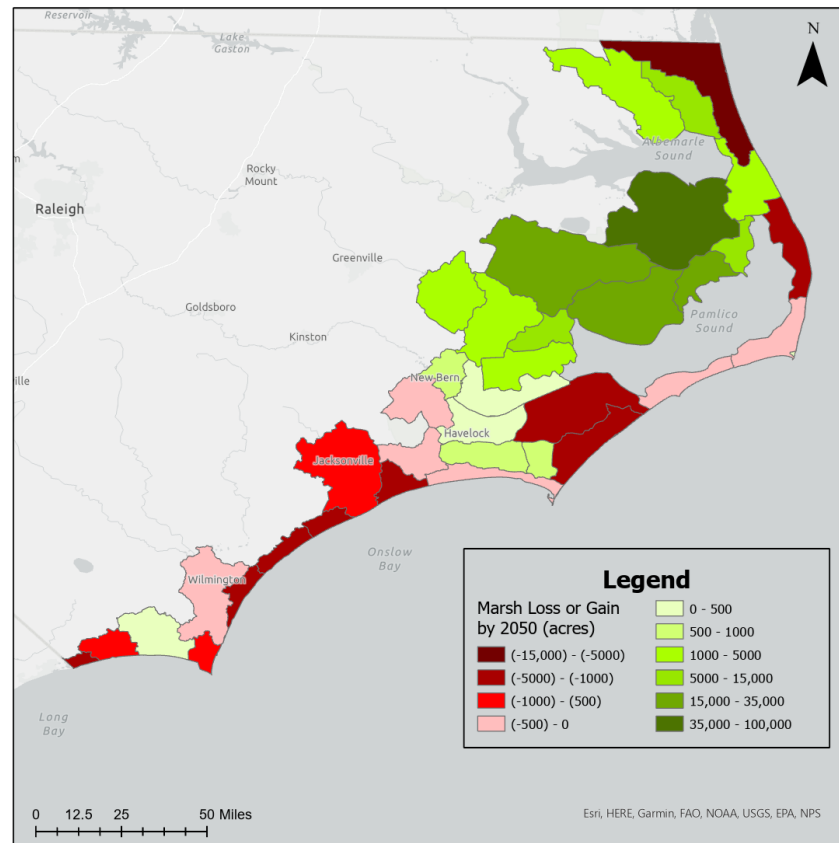 Reservoir
Lake
Gaston
N
Albemarle
Sound
Rocky
Mount
Raleigh
Greenville
Goldsboro
Pamlico
Sound
Kinston
ville
New Bern
Havelock
Jacksonville
Onslow
Bay
Wilmington
Long
Bay
Legend
Marsh Loss or Gain
by 2050 (acres)
(-15,000) - (-5000)
(-5000) - (-1000)
(-1000) - (500)
(-500) - 0
0 - 500
500 - 1000
1000 - 5000
5000 - 15,000
15,000 - 35,000
35,000 - 100,000
0 12.5 25 50 Miles
Esri, HERE, Garmin, FAO, NOAA, USGS, EPA, NPS